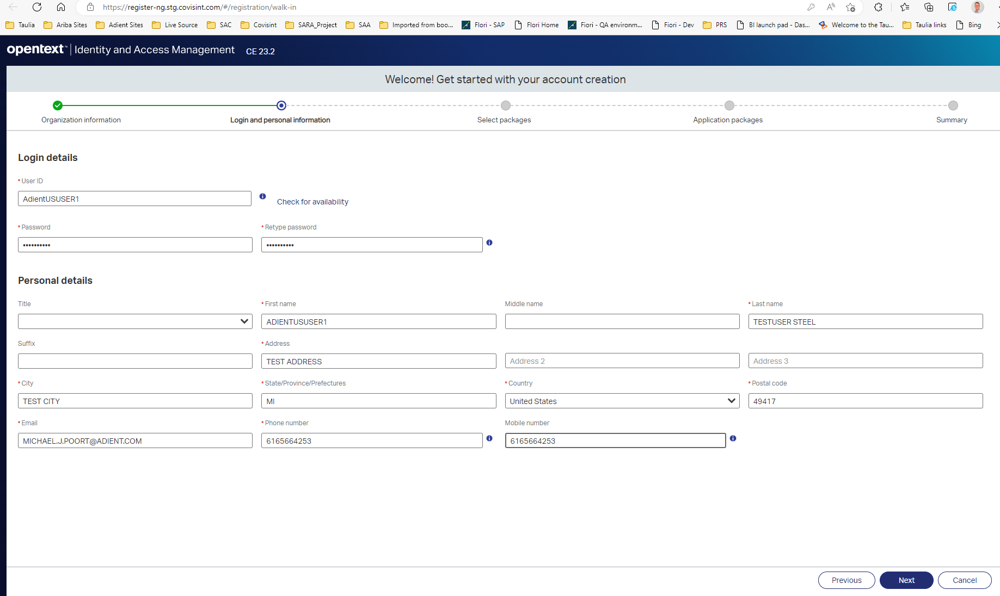 https://register-ng.stg.covisint.com/#/registration/walk-in
Taulia Ariba Sites Adient Sites Live Source SAC Covisint SARA_Project SAA Imported from boo... Flori - SAP Flori Home Fiori - QA environm... Fiori - Dev PRS BI launch pad - Das... Welcome to the Tau... Taulia links Bing
opentext™ | Identity and Access Management CE 23.2
Welcome! Get started with your account creation
Organization information Login and personal information Select packages Application packages Summary
Login details
* User ID
AdientUSUSER1 Check for availability
* Password * Retype password
•••••••••• ••••••••••
Personal details
Title * First name Middle name * Last name
ADIENTUSUSER1 TESTUSER STEEL
Suffix * Address
TEST ADDRESS Address 2 Address 3
* City * State/Province/Prefectures * Country * Postal code
TEST CITY MI United States 49417
* Email * Phone number Mobile number
MICHAEL.J.POORT@ADIENT.COM 6165664253 6165664253
Previous Next Cancel